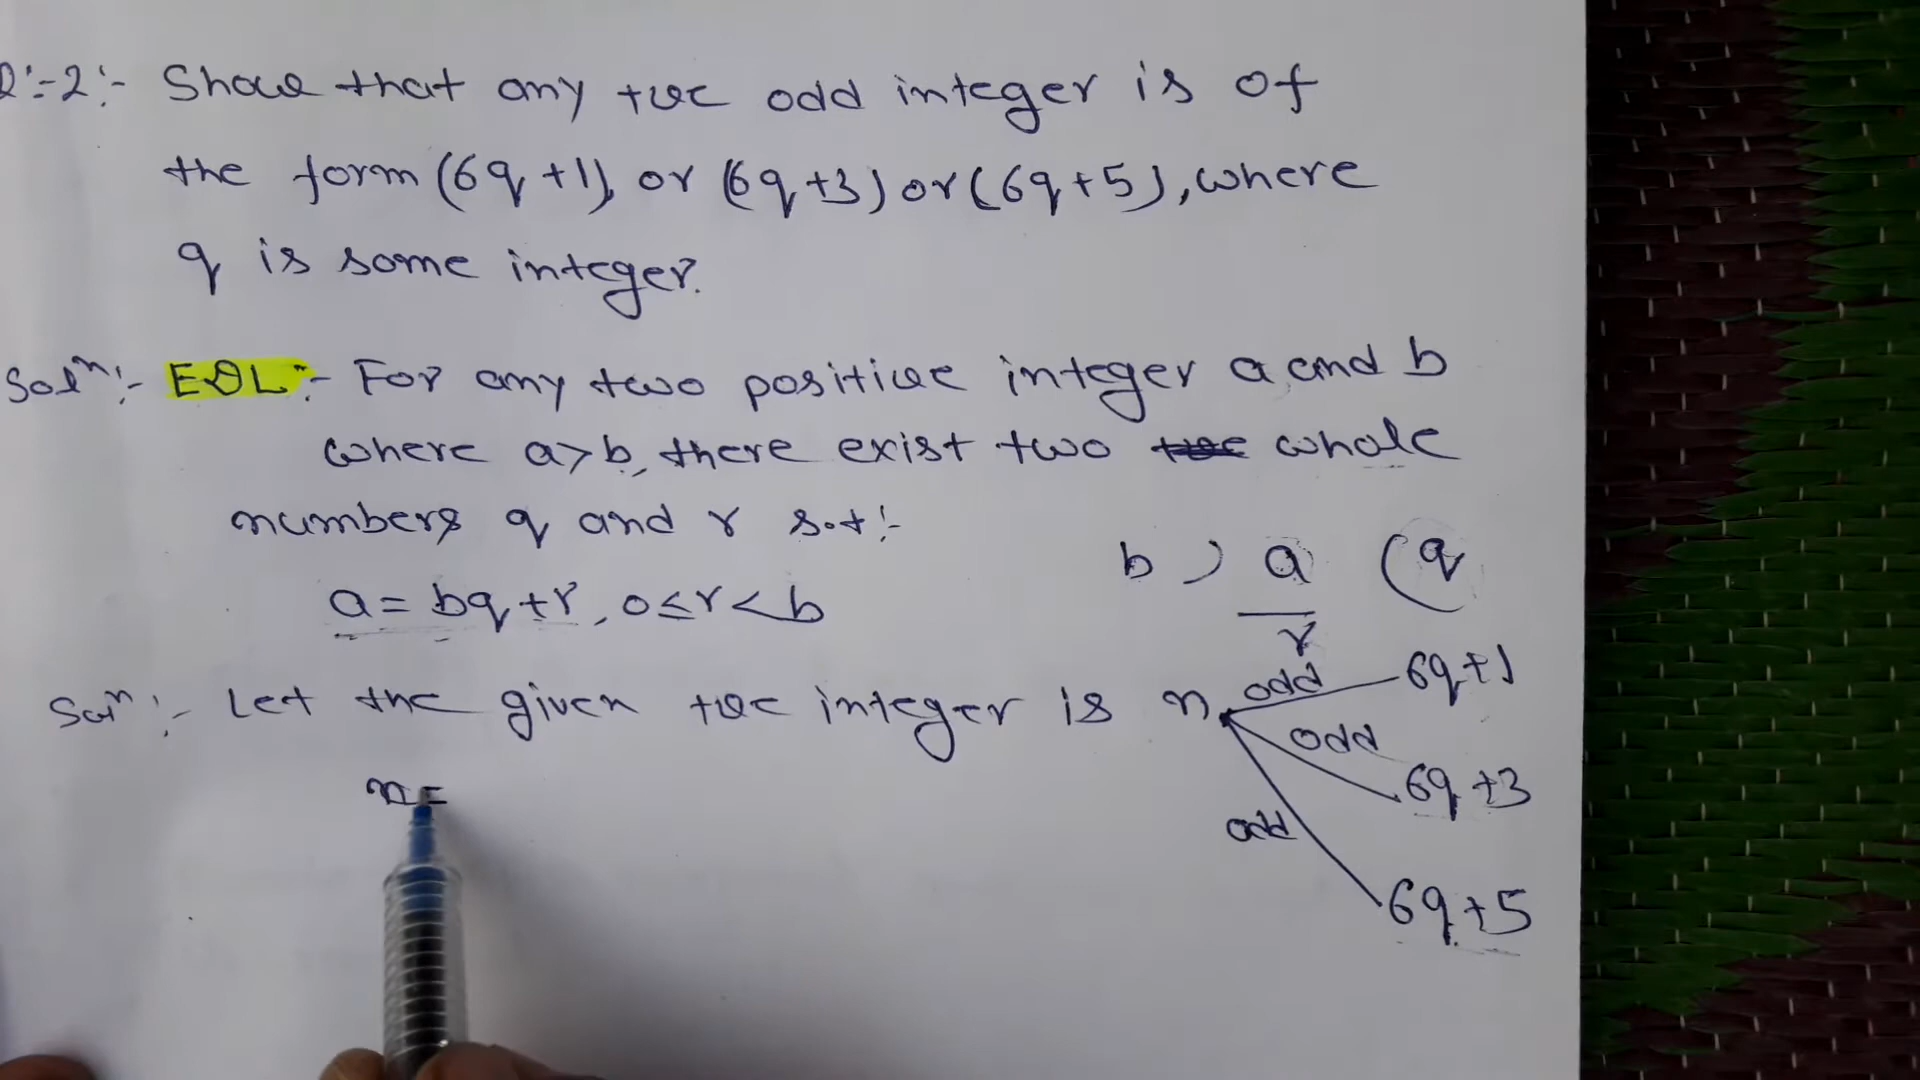 Q:-2:- Show that any +ve odd integer is of
the form (6q+1), or (6q+3) or (6q+5), where
q is some integer.
Solⁿ:- EDL:- For any two positive integer a and b
where a>b, there exist two whole
numbers q and r s.t:-
b ) a ( q
a = bq+r, 0≤r<b
r
Solⁿ:- Let the given +ve integer is n
odd 6q+1
odd 6q+3
odd 6q+5
n=